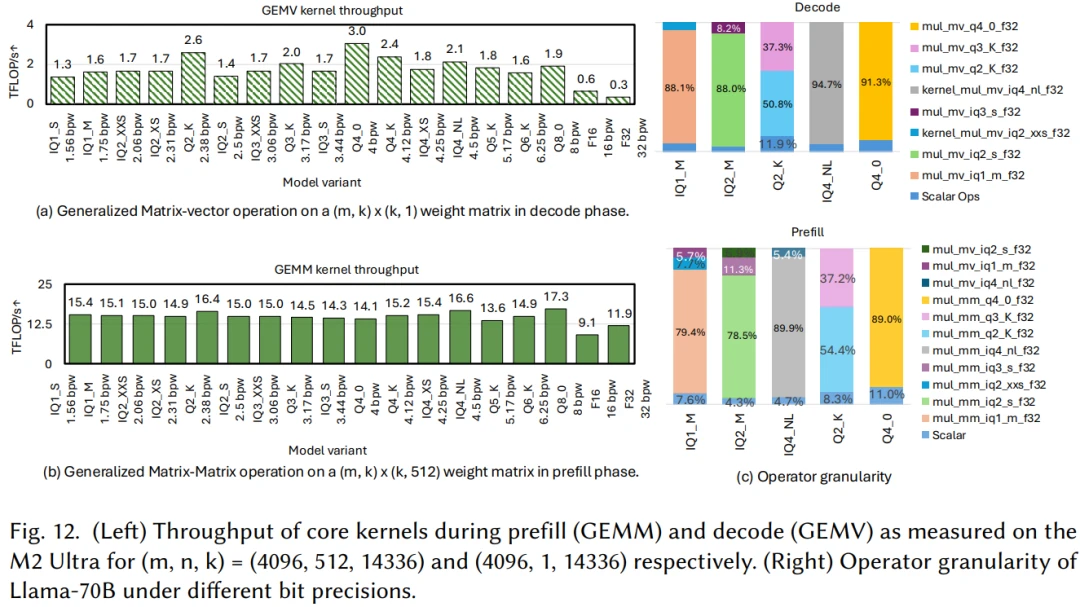 GEMV kernel throughput
TFLOP/s↑
4
2
0
1.3
1.6
1.7
1.7
2.6
1.4
1.7
2.0
1.7
3.0
2.4
1.8
2.1
1.8
1.6
1.9
0.6
0.3
IQ1_S
1.56 bpw
IQ1_M
1.75 bpw
IQ2_XXS
2.06 bpw
IQ2_XS
2.31 bpw
Q2_K
2.38 bpw
IQ2_S
2.5 bpw
IQ3_XXS
3.06 bpw
Q3_K
3.17 bpw
IQ3_S
3.44 bpw
Q4_0
4 bpw
Q4_K
4.12 bpw
IQ4_XS
4.25 bpw
IQ4_NL
4.5 bpw
Q5_K
5.17 bpw
Q6_K
6.25 bpw
Q8_0
8 bpw
F16
16 bpw
F32
32 bpw
Model variant
(a) Generalized Matrix-vector operation on a (m, k) x (k, 1) weight matrix in decode phase.
GEMM kernel throughput
TFLOP/s↑
25
12.5
0
15.4
15.1
15.0
14.9
16.4
15.0
15.0
14.5
14.3
14.1
15.2
15.4
16.6
13.6
14.9
17.3
9.1
11.9
IQ1_S
1.56 bpw
IQ1_M
1.75 bpw
IQ2_XXS
2.06 bpw
IQ2_XS
2.31 bpw
Q2_K
2.38 bpw
IQ2_S
2.5 bpw
IQ3_XXS
3.06 bpw
Q3_K
3.17 bpw
IQ3_S
3.44 bpw
Q4_0
4 bpw
Q4_K
4.12 bpw
IQ4_XS
4.25 bpw
IQ4_NL
4.5 bpw
Q5_K
5.17 bpw
Q6_K
6.25 bpw
Q8_0
8 bpw
F16
16 bpw
F32
32 bpw
Model variant
(b) Generalized Matrix-Matrix operation on a (m, k) x (k, 512) weight matrix in prefill phase.
Decode
88.1%
8.2%
88.0%
37.3%
50.8%
11.9%
94.7%
91.3%
IQ1_M
IQ2_M
Q2_K
IQ4_NL
Q4_0
mul_mv_q4_0_f32
mul_mv_q3_K_f32
mul_mv_q2_K_f32
kernel_mul_mv_iq4_nl_f32
mul_mv_iq3_s_f32
kernel_mul_mv_iq2_xxs_f32
mul_mv_iq2_s_f32
mul_mv_iq1_m_f32
Scalar Ops
Prefill
5.7%
7.7%
79.4%
7.6%
11.3%
78.5%
4.3%
5.4%
89.9%
4.7%
37.2%
54.4%
8.3%
89.0%
11.0%
IQ1_M
IQ2_M
IQ4_NL
Q2_K
Q4_0
mul_mv_iq2_s_f32
mul_mv_iq1_m_f32
mul_mv_iq4_nl_f32
mul_mm_q4_0_f32
mul_mm_q3_K_f32
mul_mm_q2_K_f32
mul_mm_iq4_nl_f32
mul_mm_iq3_s_f32
mul_mm_iq2_xxs_f32
mul_mm_iq2_s_f32
mul_mm_iq1_m_f32
Scalar
(c) Operator granularity
Fig. 12. (Left) Throughput of core kernels during prefill (GEMM) and decode (GEMV) as measured on the
M2 Ultra for (m, n, k) = (4096, 512, 14336) and (4096, 1, 14336) respectively. (Right) Operator granularity of
Llama-70B under different bit precisions.